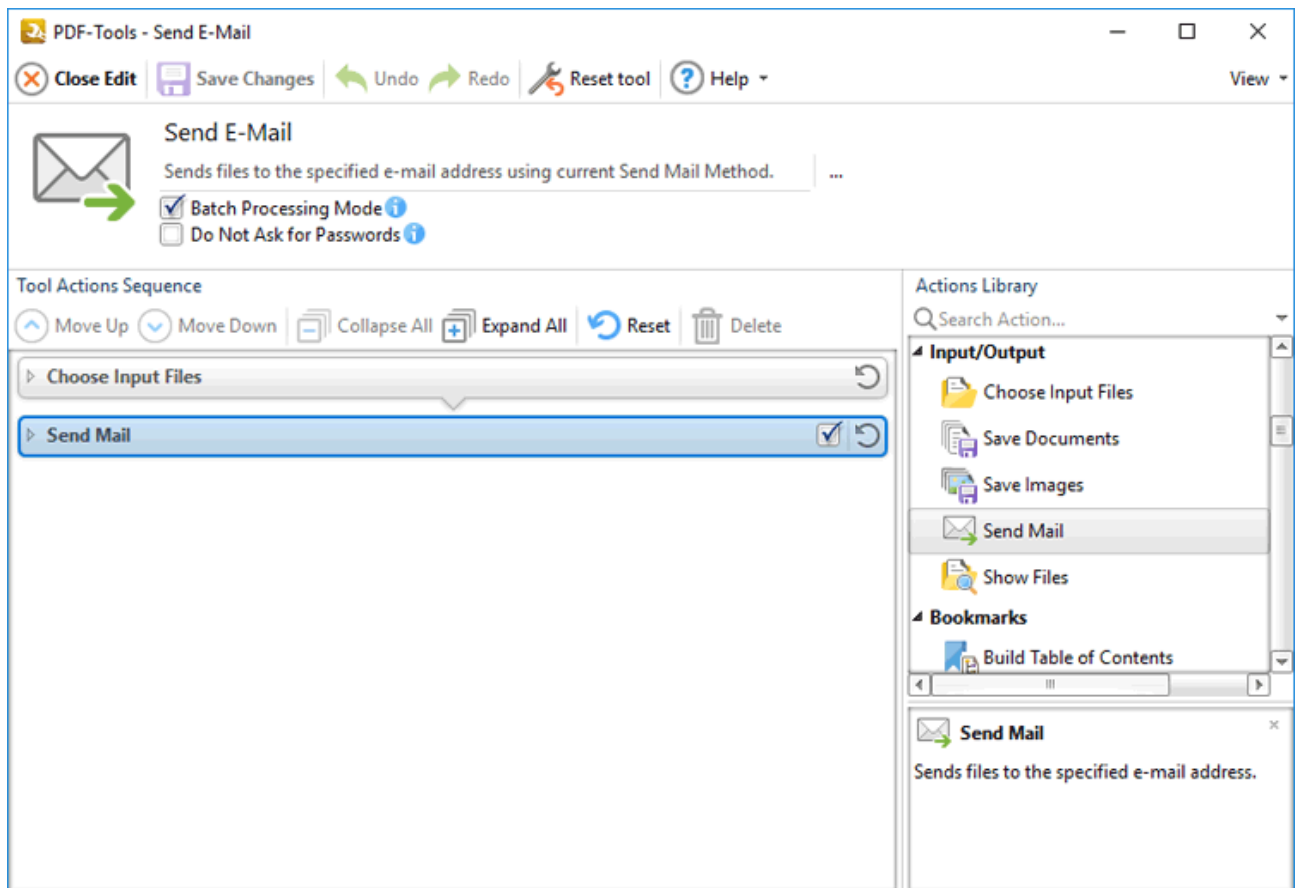 PDF-Tools - Send E-Mail
Close Edit Save Changes Undo Redo Reset tool Help View
Send E-Mail
Sends files to the specified e-mail address using current Send Mail Method. ...
Batch Processing Mode
Do Not Ask for Passwords
Tool Actions Sequence
Move Up Move Down Collapse All Expand All Reset Delete
Choose Input Files
Send Mail
Actions Library
Search Action...
Input/Output
Choose Input Files
Save Documents
Save Images
Send Mail
Show Files
Bookmarks
Build Table of Contents
Send Mail
Sends files to the specified e-mail address.